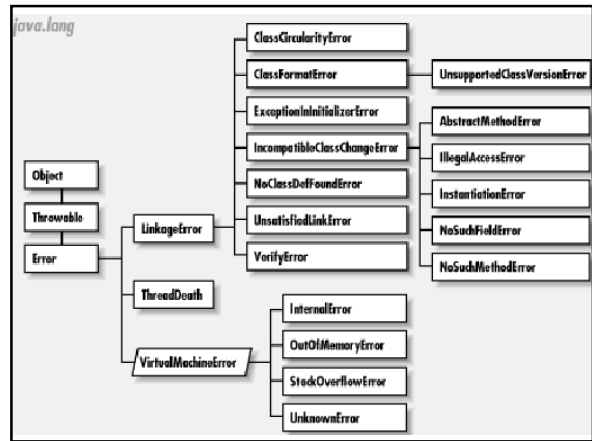 java.lang
ClassCircularityError
ClassFormatError
UnsupportedClassVersionError
ExceptionInInitializerError
AbstractMethodError
IncompatibleClassChangeError
IllegalAccessError
Object
NoClassDefFoundError
InstantiationError
Throwable
LinkageError
UnsatisfiedLinkError
NoSuchFieldError
Error
VerifyError
NoSuchMethodError
ThreadDeath
InternalError
OutOfMemoryError
VirtualMachineError
StackOverflowError
UnknownError